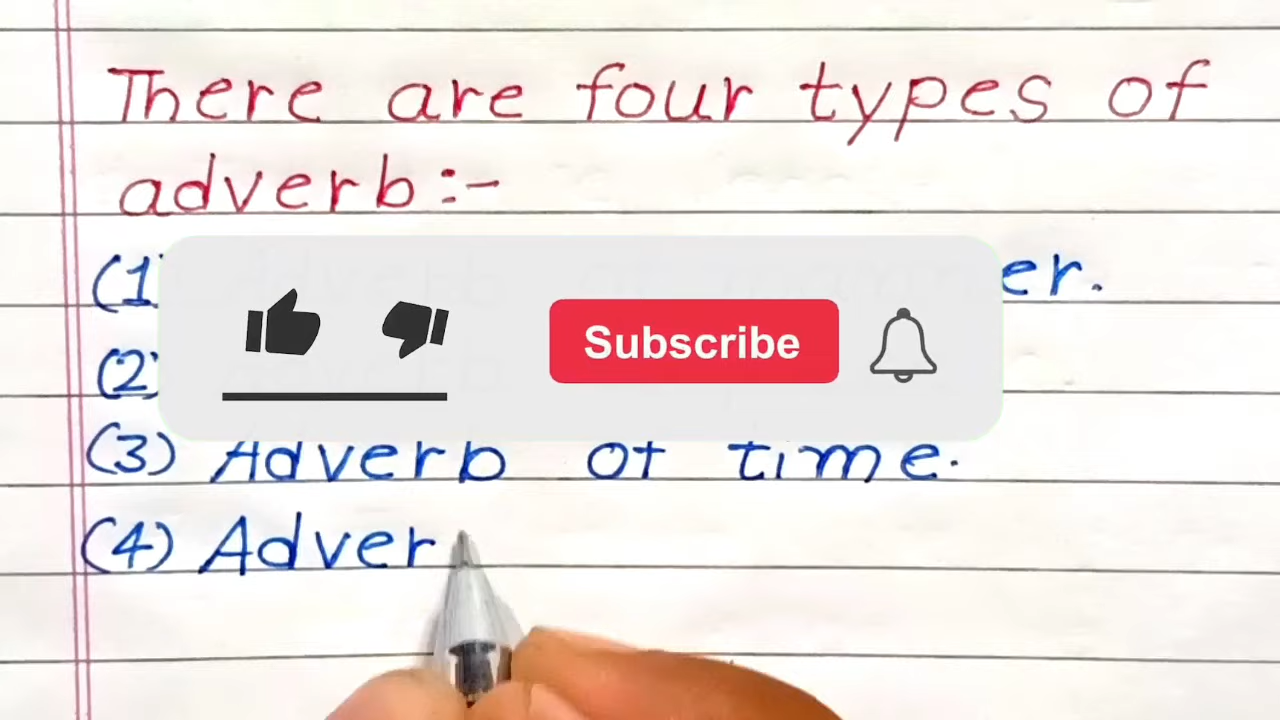 There are four types of
adverb:-
(1) er.
(2)
Subscribe
(3) Adverb of time.
(4) Adver